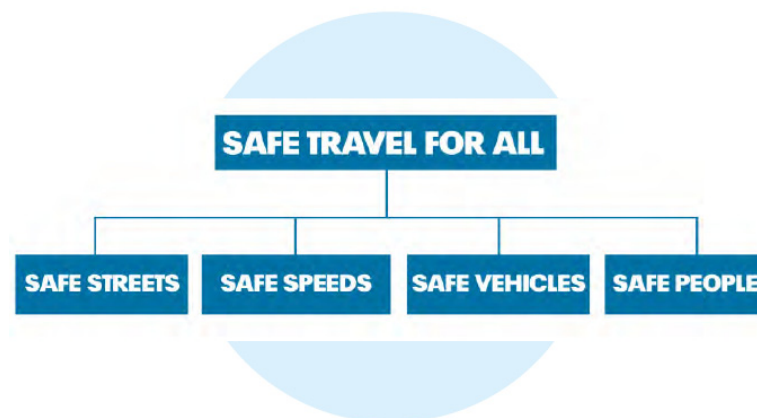 SAFE TRAVEL FOR ALL
SAFE STREETS
SAFE SPEEDS
SAFE VEHICLES
SAFE PEOPLE